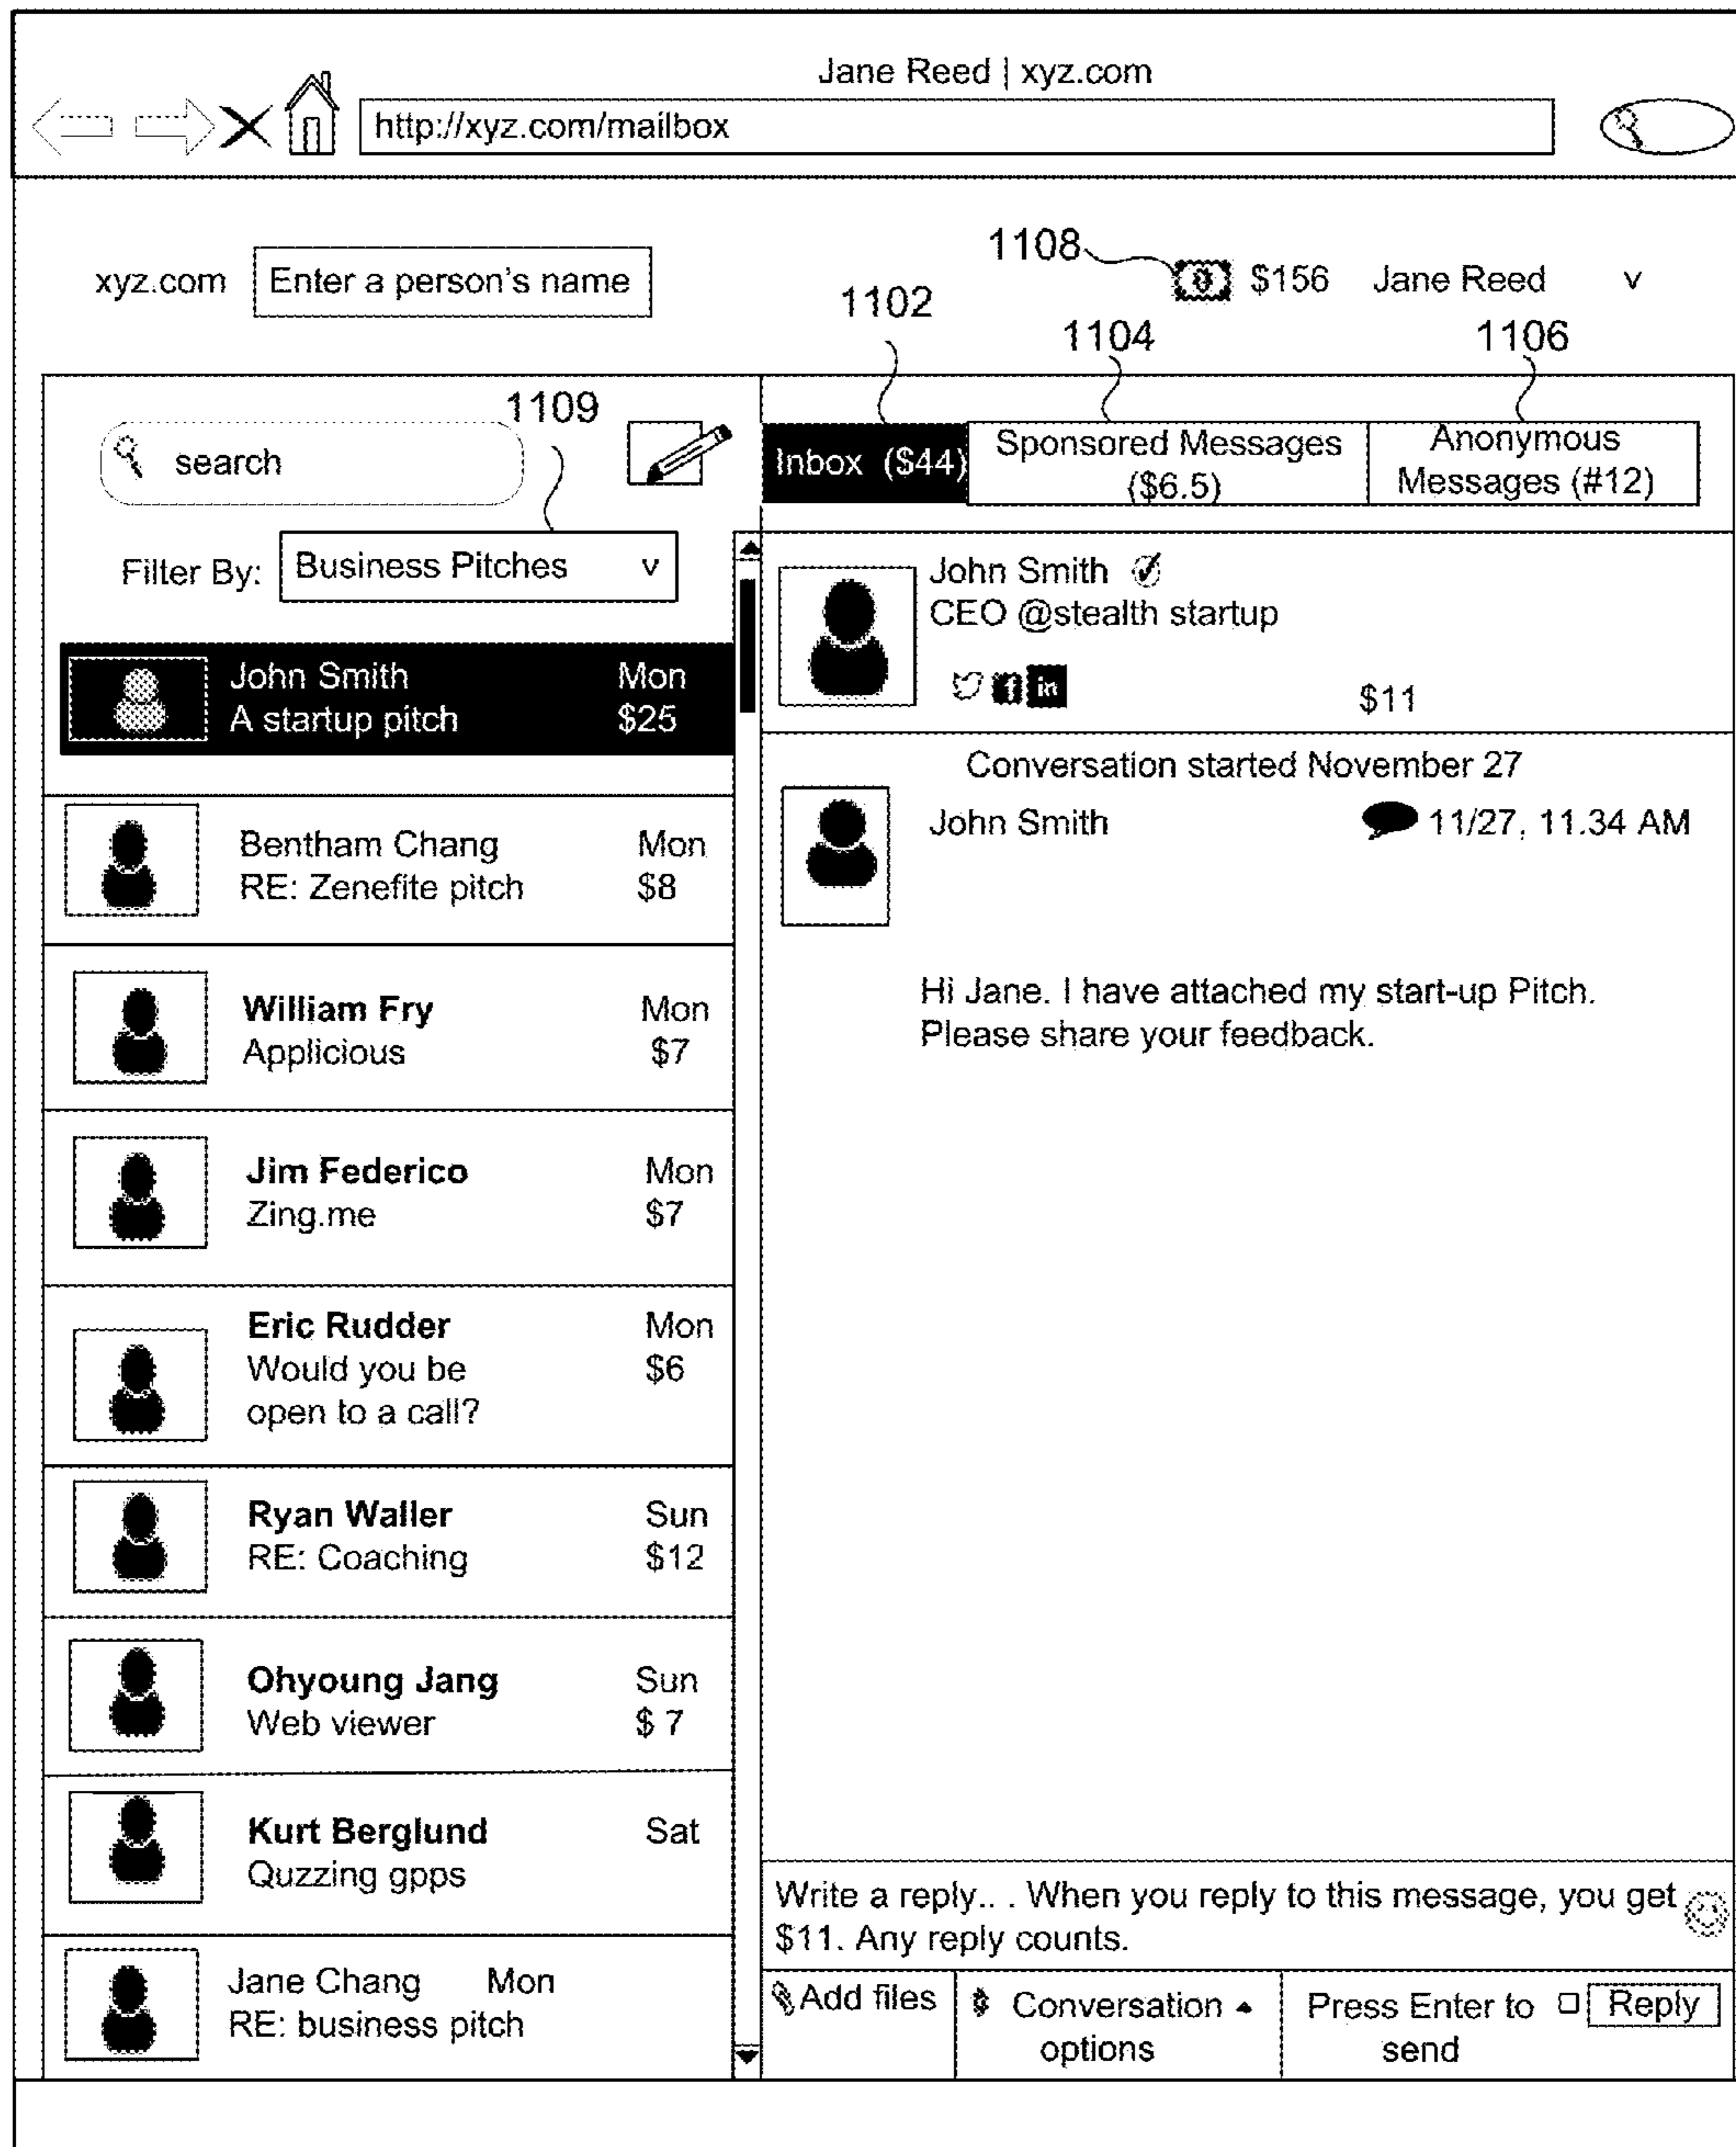 Jane Reed | xyz.com
http://xyz.com/mailbox
1108
xyz.com
Enter a person's name
$156
Jane Reed
v
1102
1104
1106
1109
search
Inbox ($44)
Sponsored Messages
($6.5)
Anonymous
Messages (#12)
Filter By:
Business Pitches
v
John Smith
Mon
A startup pitch
$25
Bentham Chang
Mon
RE: Zenefite pitch
$8
William Fry
Mon
Applicious
$7
Jim Federico
Mon
Zing.me
$7
Eric Rudder
Mon
Would you be
$6
open to a call?
Ryan Waller
Sun
RE: Coaching
$12
Ohyoung Jang
Sun
Web viewer
$ 7
Kurt Berglund
Sat
Quzzing gpps
Jane Chang
Mon
RE: business pitch
John Smith
CEO @stealth startup
f
in
$11
Conversation started November 27
John Smith
11/27, 11.34 AM
Hi Jane. I have attached my start-up Pitch.
Please share your feedback.
Write a reply.. . When you reply to this message, you get
$11. Any reply counts.
Add files
Conversation
options
Press Enter to
send
Reply